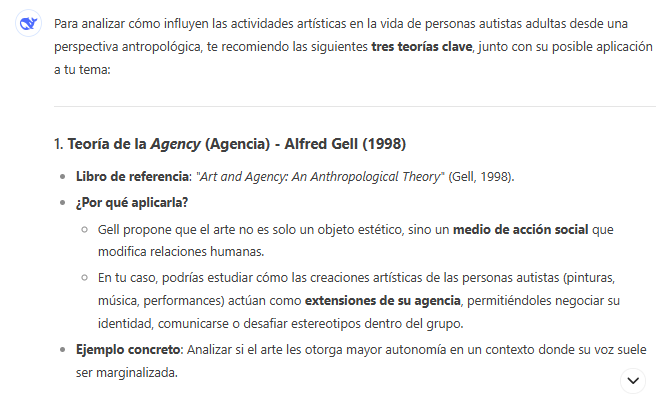 Para analizar cómo influyen las actividades artísticas en la vida de personas autistas adultas desde una
perspectiva antropológica, te recomiendo las siguientes tres teorías clave, junto con su posible aplicación
a tu tema:
1. Teoría de la Agency (Agencia) - Alfred Gell (1998)
Libro de referencia: "Art and Agency: An Anthropological Theory" (Gell, 1998).
¿Por qué aplicarla?
Gell propone que el arte no es solo un objeto estético, sino un medio de acción social que
modifica relaciones humanas.
En tu caso, podrías estudiar cómo las creaciones artísticas de las personas autistas (pinturas,
música, performances) actúan como extensiones de su agencia, permitiéndoles negociar su
identidad, comunicarse o desafiar estereotipos dentro del grupo.
Ejemplo concreto: Analizar si el arte les otorga mayor autonomía en un contexto donde su voz suele
ser marginalizada.